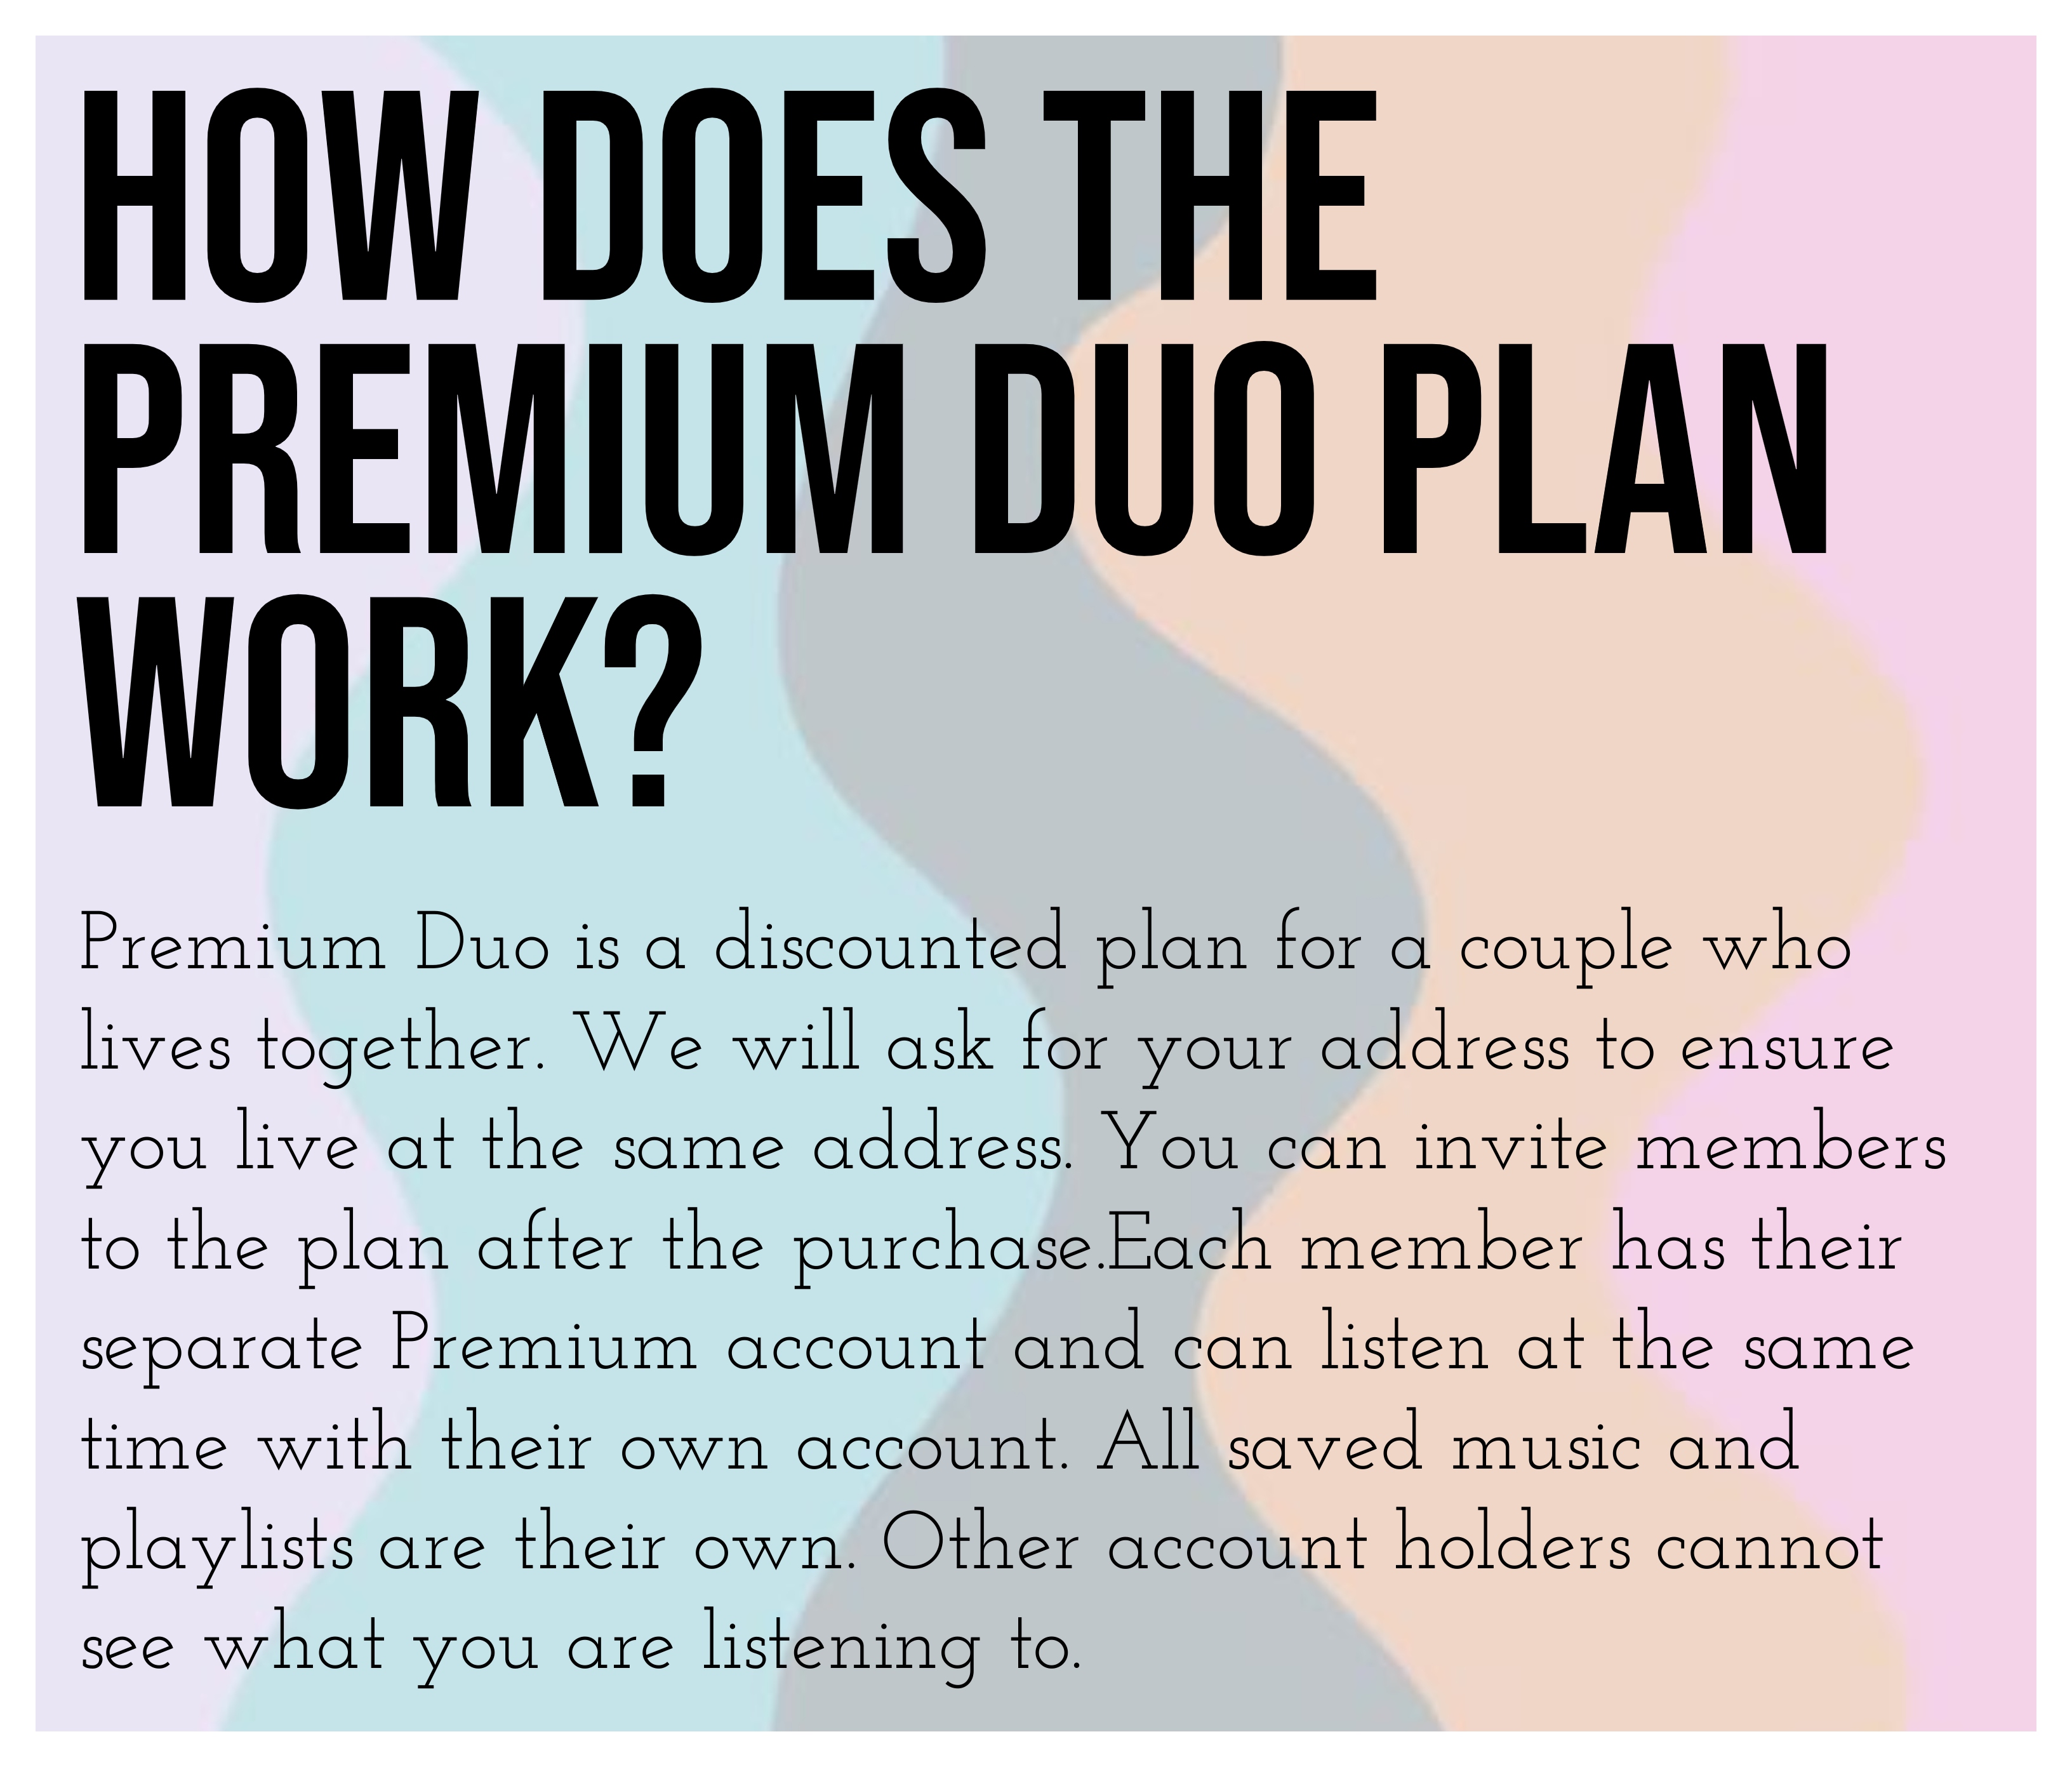 HOW DOES THE
PREMIUM DUO PLAN
WORK?
Premium Duo is a discounted plan for a couple who
lives together. We will ask for your address to ensure
you live at the same address. You can invite members
to the plan after the purchase.Each member has their
separate Premium account and can listen at the same
time with their own account. All saved music and
playlists are their own. Other account holders cannot
see what you are listening to.